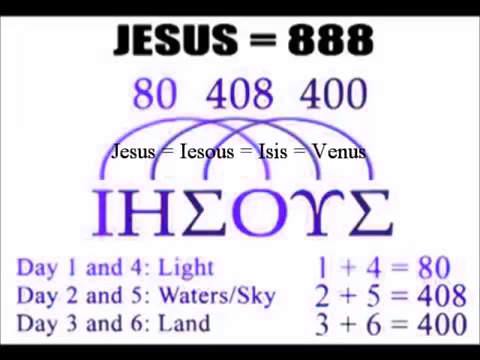 JESUS = 888
80 408 400
Jesus = Iesous = Isis = Venus
ΙΗΣΟΥΣ
Day 1 and 4: Light 1 + 4 = 80
Day 2 and 5: Waters/Sky 2 + 5 = 408
Day 3 and 6: Land 3 + 6 = 400